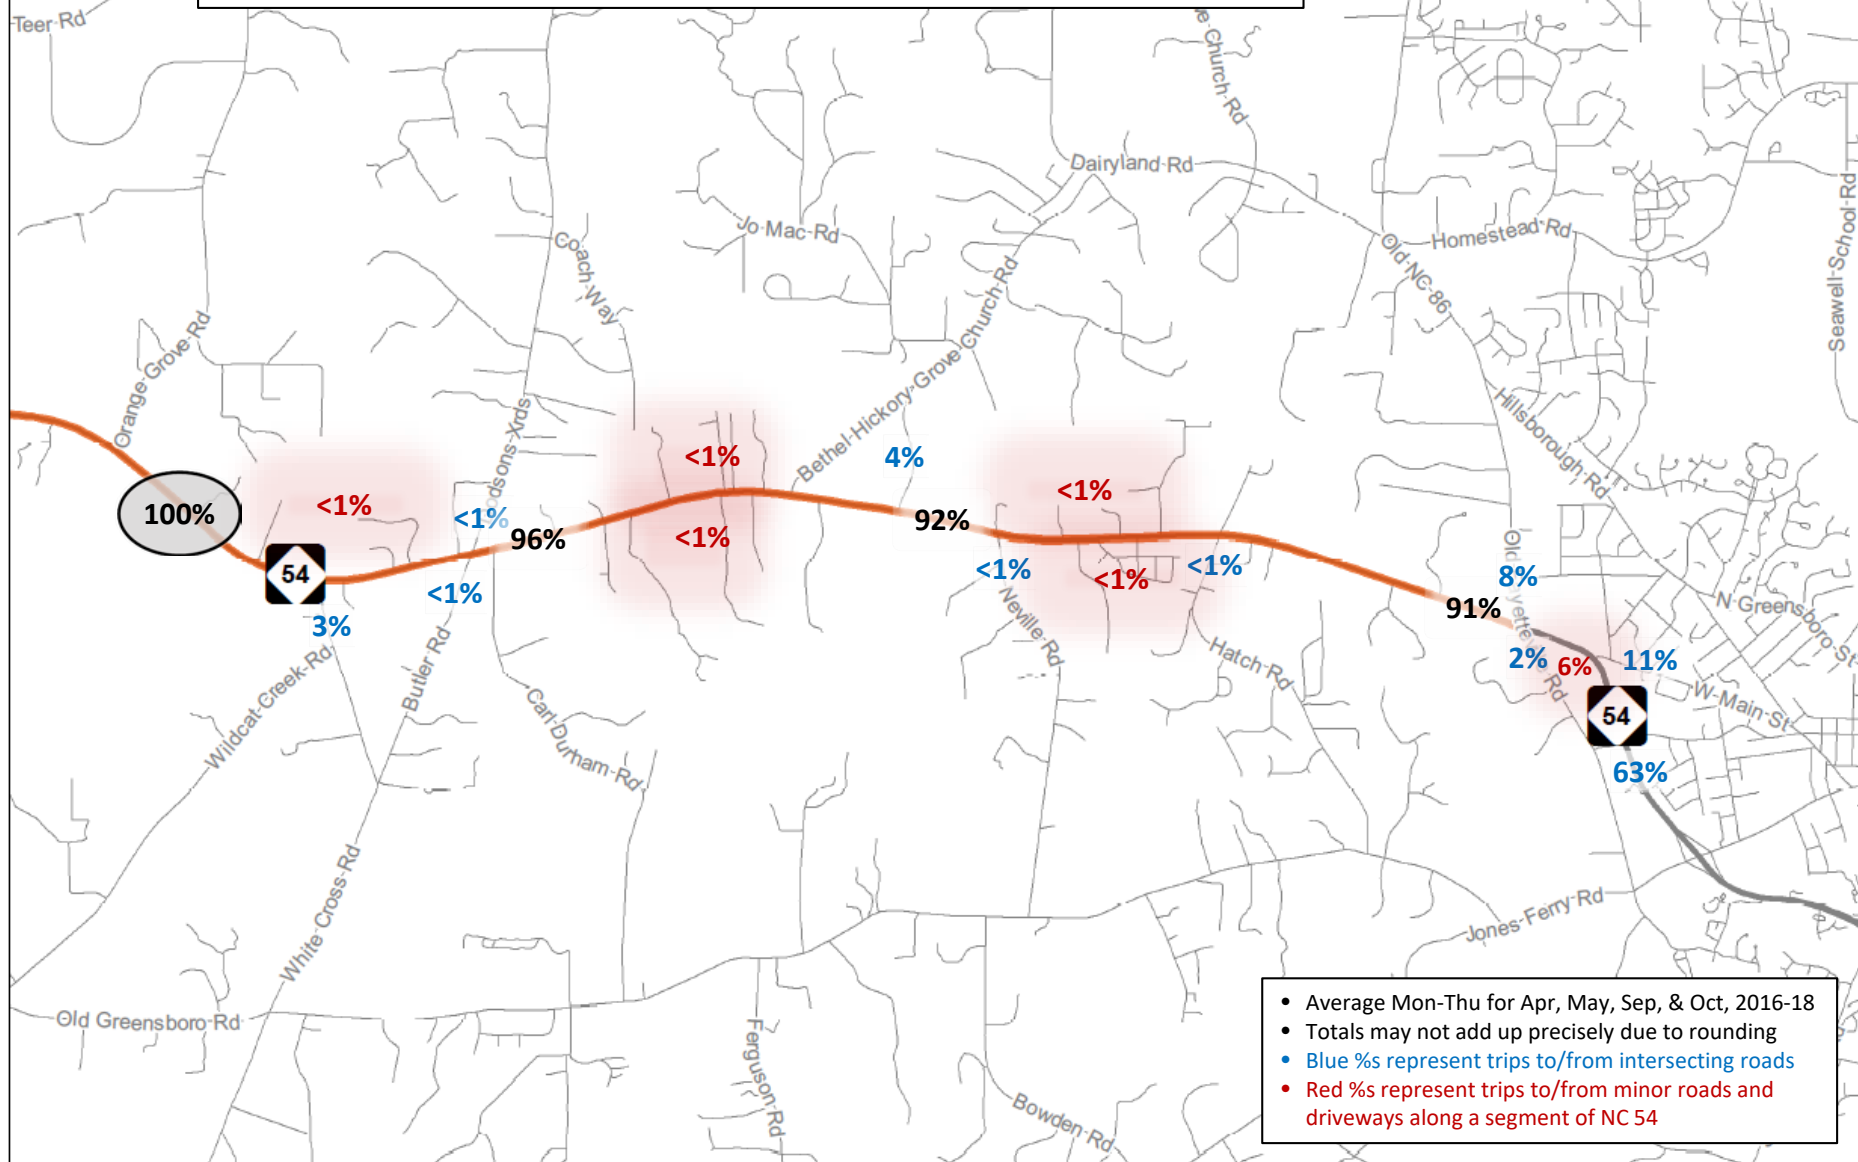 Teer Rd
e Church Rd
Dairyland Rd
Seawell-School-Rd
Jo Mac-Rd
Homestead-Rd
Coach-Way
Old-NC-86
Orange-Grove-Rd
Bethel-Hickory-Grove-Church-Rd
Hillsborough-Rd
dsons-Xrds
<1%
4%
<1%
<1%
100%
<1%
92%
96%
<1%
Old
54
<1%
<1%
<1%
<1%
8%
yettev
e Rd
91%
N Greensboro-St
3%
Neville-Rd
Hatch-Rd
2%
6%
11%
Butler Rd
Wildcat-Creek-Rd
Carl-Durham-Rd
W-Main-St
54
63%
White-Cross-Rd
Jones-Ferry-Rd
Old Greensboro-Rd
Ferguson-Rd
Bowden-Rd
• Average Mon-Thu for Apr, May, Sep, & Oct, 2016-18
• Totals may not add up precisely due to rounding
• Blue %s represent trips to/from intersecting roads
• Red %s represent trips to/from minor roads and
driveways along a segment of NC 54